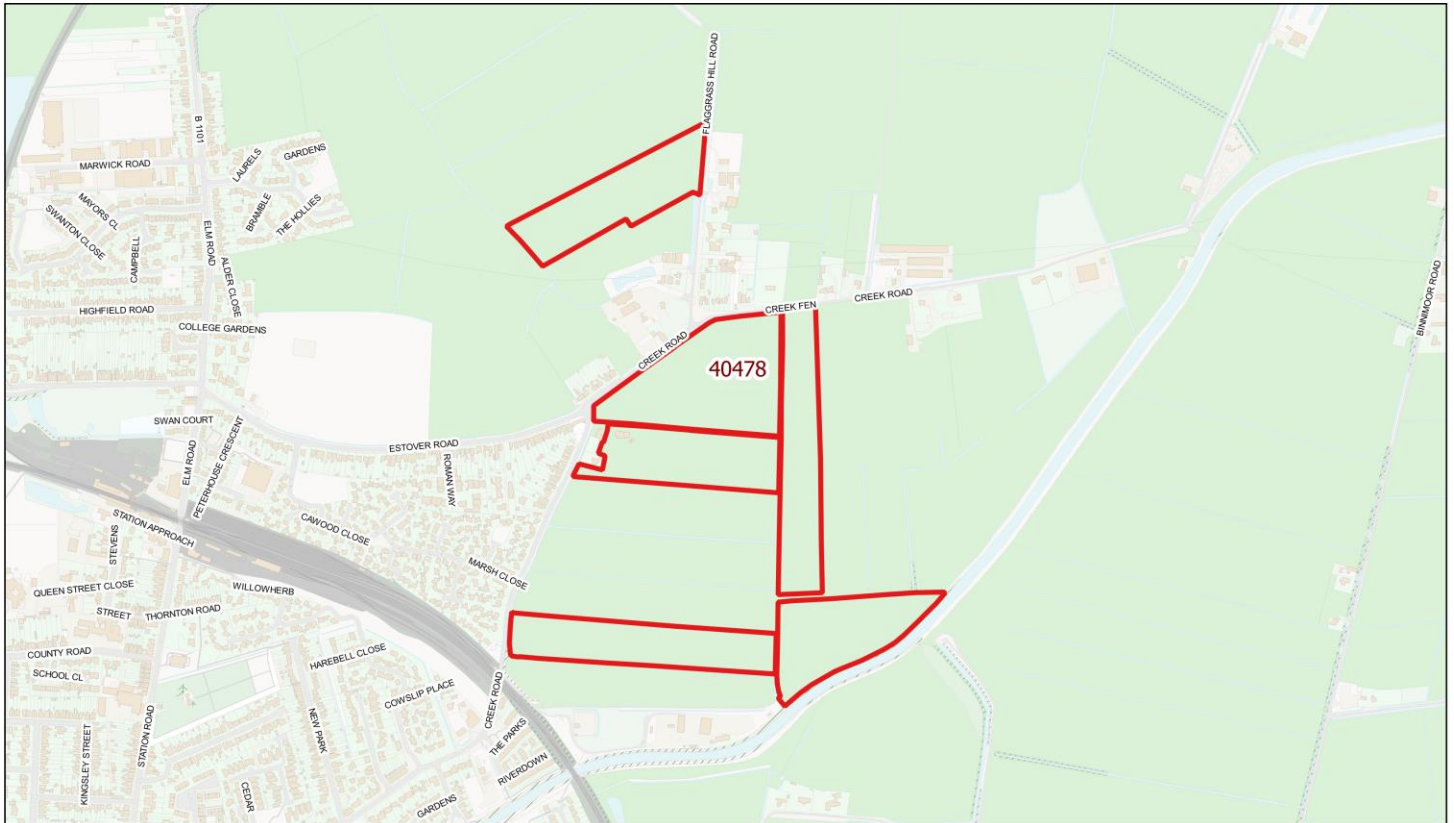 FLAGGRASS HILL ROAD
B 1101
MARWICK ROAD
LAURELS
GARDENS
MAYORS CL
SWANTON CLOSE
BRAMBLE
THE HOLLIES
CAMPBELL
ELM ROAD
ALDER CLOSE
HIGHFIELD ROAD
COLLEGE GARDENS
CREEK FEN
CREEK ROAD
BINNIMOOR ROAD
CREEK ROAD
40478
SWAN COURT
ESTOVER ROAD
ELM ROAD
PETERHOUSE CRESCENT
ROMAN WAY
STATION APPROACH
STEVENS
CAWOOD CLOSE
MARSH CLOSE
QUEEN STREET CLOSE
WILLOWHERB
STREET
THORNTON ROAD
COUNTY ROAD
SCHOOL CL
HAREBELL CLOSE
COWSLIP PLACE
CREEK ROAD
NEW PARK
STATION ROAD
KINGSLEY STREET
THE PARKS
RIVERDOWN
CEDAR
GARDENS